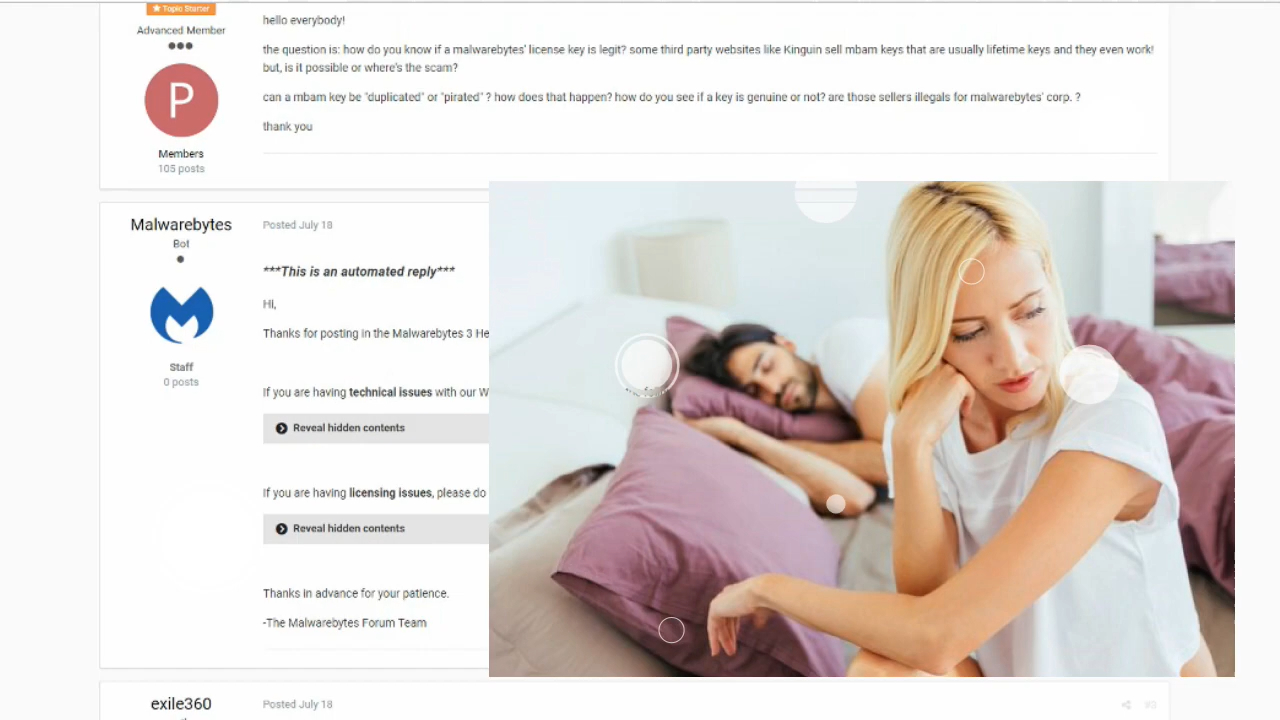 ★ Topic Starter
Advanced Member
P
Members
105 posts
hello everybody!
the question is: how do you know if a malwarebytes' license key is legit? some third party websites like Kinguin sell mbam keys that are usually lifetime keys and they even work!
but, is it possible or where's the scam?
can a mbam key be "duplicated" or "pirated" ? how does that happen? how do you see if a key is genuine or not? are those sellers illegals for malwarebytes' corp. ?
thank you
Malwarebytes
Bot
Staff
0 posts
Posted July 18
***This is an automated reply***
Hi,
Thanks for posting in the Malwarebytes 3 He
If you are having technical issues with our W
Reveal hidden contents
If you are having licensing issues, please do
Reveal hidden contents
Thanks in advance for your patience.
-The Malwarebytes Forum Team
exile360
Posted July 18